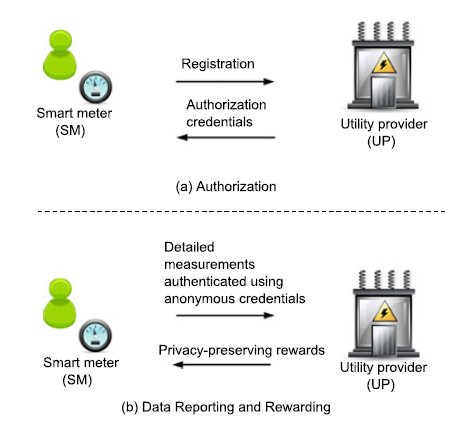 Registration
Authorization
credentials
Smart meter
(SM)
Utility provider
(UP)
(a) Authorization
Detailed
measurements
authenticated using
anonymous credentials
Privacy-preserving rewards
Smart meter
(SM)
Utility provider
(UP)
(b) Data Reporting and Rewarding